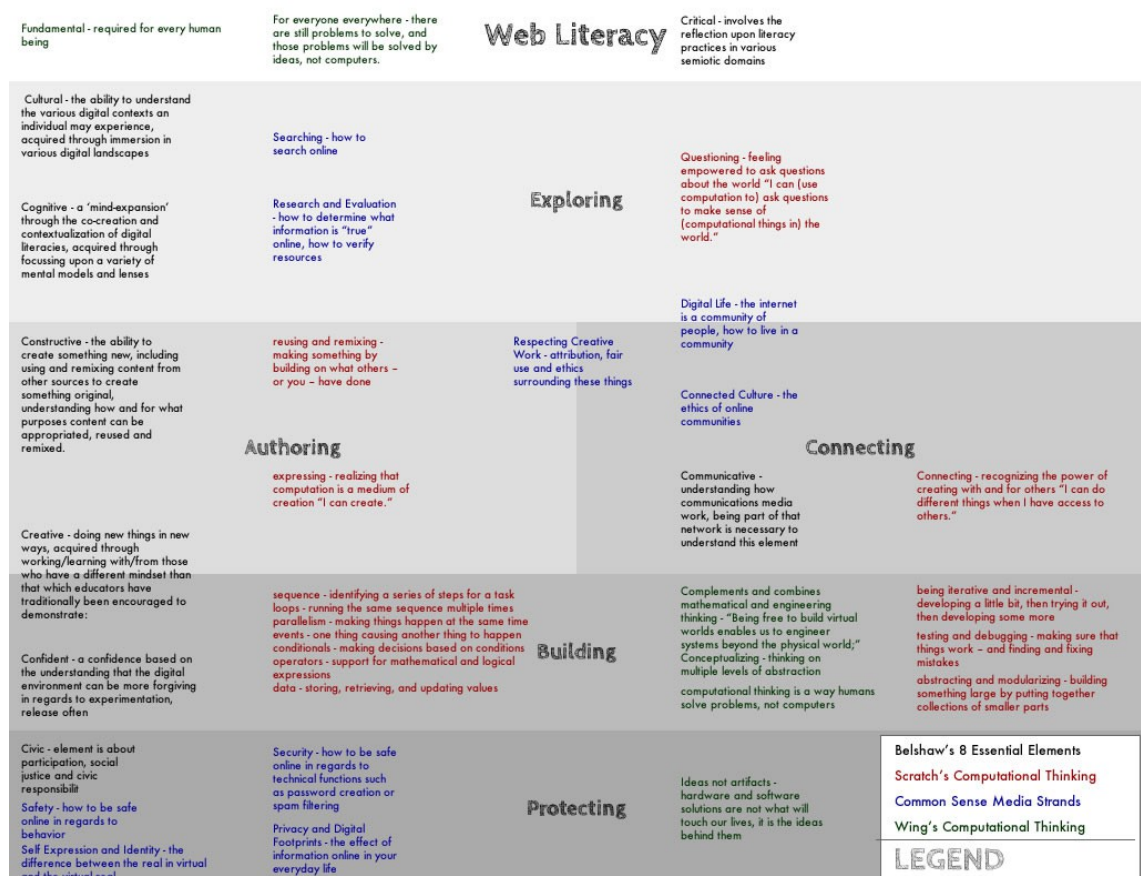 Fundamental - required for every human
being
For everyone everywhere - there
are still problems to solve, and
those problems will be solved by
ideas, not computers.
Web Literacy
Critical - involves the
reflection upon literacy
practices in various
semiotic domains
Cultural - the ability to understand
the various digital contexts an
individual may experience,
acquired through immersion in
various digital landscapes
Searching - how to
search online
Questioning - feeling
empowered to ask questions
about the world "I can (use
computation to) ask questions
to make sense of
(computational things in) the
world."
Cognitive - a 'mind-expansion'
through the co-creation and
contextualization of digital
literacies, acquired through
focussing upon a variety of
mental models and lenses
Research and Evaluation
- how to determine what
information is "true"
online, how to verify
resources
Exploring
Digital Life - the internet
is a community of
people, how to live in a
community
Constructive - the ability to
create something new, including
using and remixing content from
other sources to create
something original,
understanding how and for what
purposes content can be
appropriated, reused and
remixed.
reusing and remixing -
making something by
building on what others –
or you – have done
Respecting Creative
Work - attribution, fair
use and ethics
surrounding these things
Connected Culture - the
ethics of online
communities
Authoring
Connecting
expressing - realizing that
computation is a medium of
creation "I can create."
Communicative -
understanding how
communications media
work, being part of that
network is necessary to
understand this element
Connecting - recognizing the power of
creating with and for others "I can do
different things when I have access to
others."
Creative - doing new things in new
ways, acquired through
working/learning with/from those
who have a different mindset than
that which educators have
traditionally been encouraged to
demonstrate:
sequence - identifying a series of steps for a task
loops - running the same sequence multiple times
parallelism - making things happen at the same time
events - one thing causing another thing to happen
conditionals - making decisions based on conditions
operators - support for mathematical and logical
expressions
data - storing, retrieving, and updating values
Building
Complements and combines
mathematical and engineering
thinking - "Being free to build virtual
worlds enables us to engineer
systems beyond the physical world;"
Conceptualizing - thinking on
multiple levels of abstraction
computational thinking is a way humans
solve problems, not computers
being iterative and incremental -
developing a little bit, then trying it out,
then developing some more
testing and debugging - making sure that
things work – and finding and fixing
mistakes
abstracting and modularizing - building
something large by putting together
collections of smaller parts
Confident - a confidence based on
the understanding that the digital
environment can be more forgiving
in regards to experimentation,
release often
Civic - element is about
participation, social
justice and civic
responsibilit
Safety - how to be safe
online in regards to
behavior
Self Expression and Identity - the
difference between the real in virtual
and the virtual real
Security - how to be safe
online in regards to
technical functions such
as password creation or
spam filtering
Privacy and Digital
Footprints - the effect of
information online in your
everyday life
Protecting
Ideas not artifacts -
hardware and software
solutions are not what will
touch our lives, it is the ideas
behind them
Belshaw's 8 Essential Elements
Scratch's Computational Thinking
Common Sense Media Strands
Wing's Computational Thinking
LEGEND